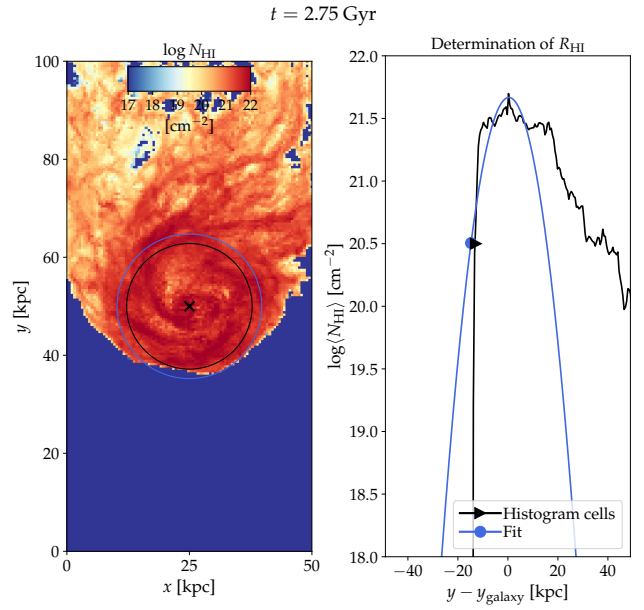 t = 2.75 Gyr
log N_HI
17 18 19 20 21 22
[cm⁻²]
100
80
60
40
20
0
y [kpc]
0 25 50
x [kpc]
Determination of R_HI
22.0
21.5
21.0
20.5
20.0
19.5
19.0
18.5
18.0
log⟨N_HI⟩ [cm⁻²]
Histogram cells
Fit
−40 −20 0 20 40
y − y_galaxy [kpc]